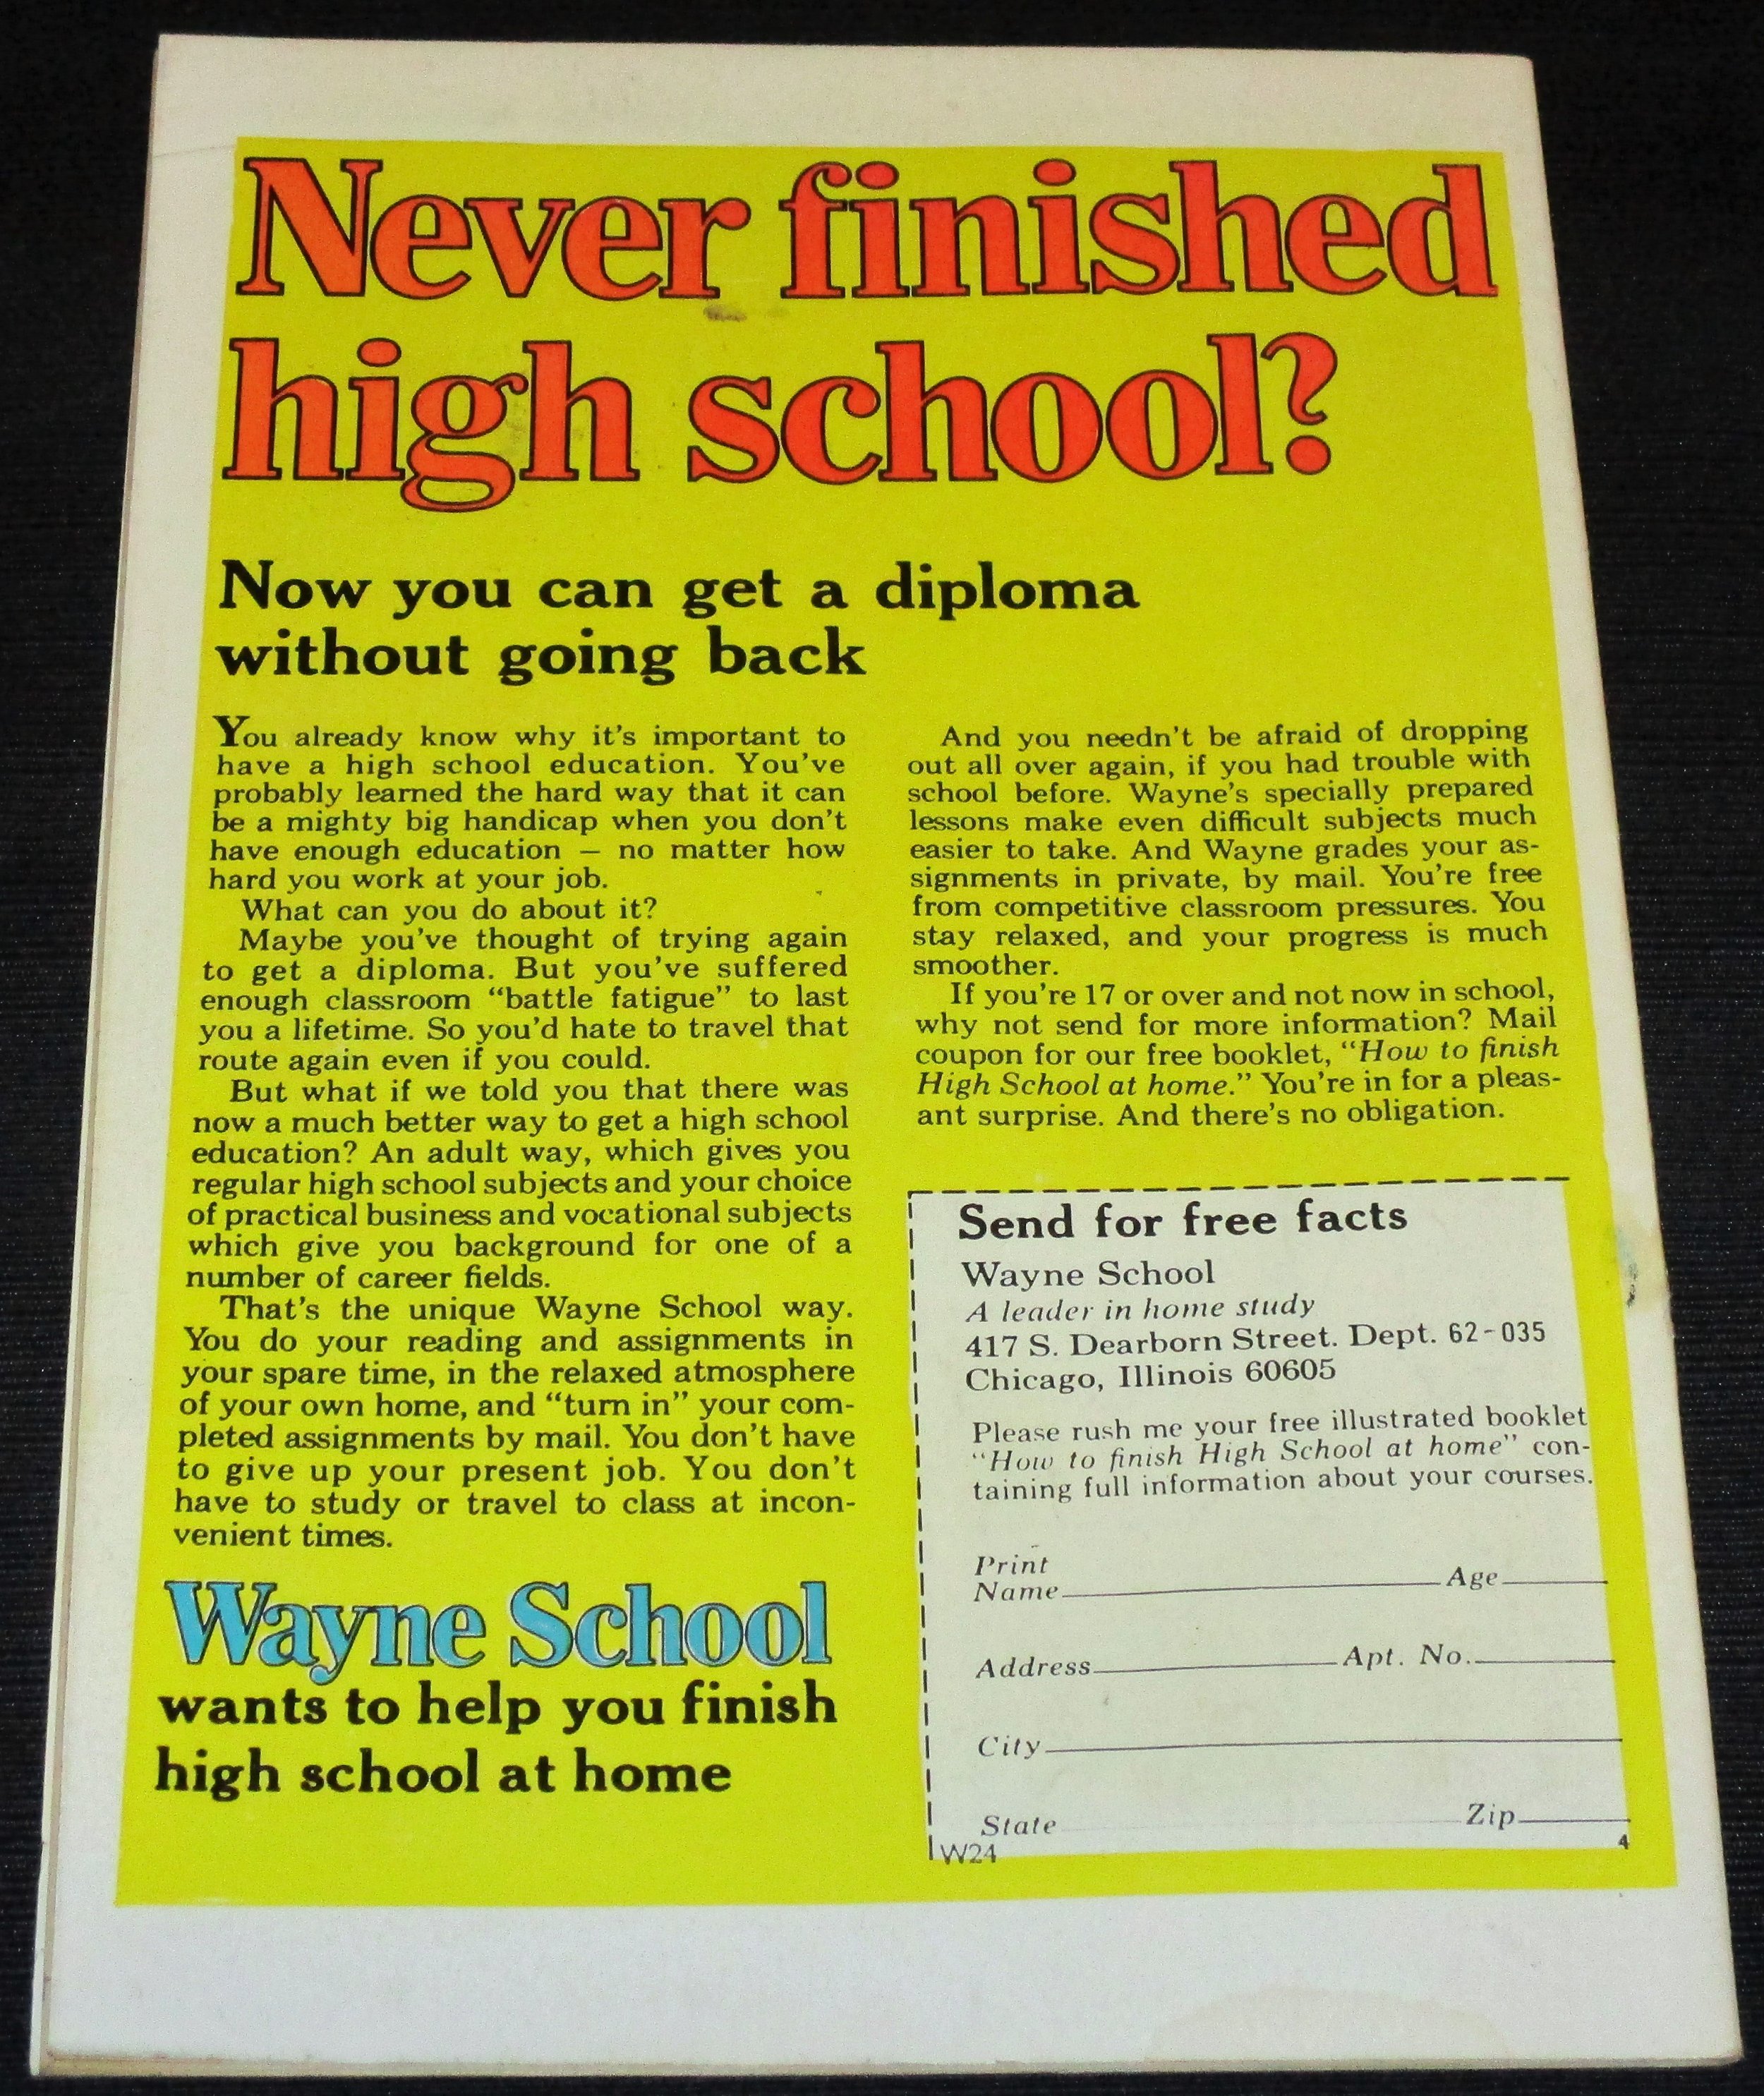 Never finished
high school?
Now you can get a diploma
without going back
You already know why it's important to
have a high school education. You've
probably learned the hard way that it can
be a mighty big handicap when you don't
have enough education — no matter how
hard you work at your job.
What can you do about it?
Maybe you've thought of trying again
to get a diploma. But you've suffered
enough classroom “battle fatigue” to last
you a lifetime. So you'd hate to travel that
route again even if you could.
But what if we told you that there was
now a much better way to get a high school
education? An adult way, which gives you
regular high school subjects and your choice
of practical business and vocational subjects
which give you background for one of a
number of career fields.
That's the unique Wayne School way.
You do your reading and assignments in
your spare time, in the relaxed atmosphere
of your own home, and “turn in” your com-
pleted assignments by mail. You don't have
to give up your present job. You don't
have to study or travel to class at incon-
venient times.
Wayne School
wants to help you finish
high school at home
And you needn't be afraid of dropping
out all over again, if you had trouble with
school before. Wayne's specially prepared
lessons make even difficult subjects much
easier to take. And Wayne grades your as-
signments in private, by mail. You're free
from competitive classroom pressures. You
stay relaxed, and your progress is much
smoother.
If you're 17 or over and not now in school,
why not send for more information? Mail
coupon for our free booklet, “How to finish
High School at home.” You're in for a pleas-
ant surprise. And there's no obligation.
Send for free facts
Wayne School
A leader in home study
417 S. Dearborn Street. Dept. 62-035
Chicago, Illinois 60605
Please rush me your free illustrated booklet
“How to finish High School at home” con-
taining full information about your courses.
Print
Name Age
Address Apt. No.
City
State Zip
W24 4